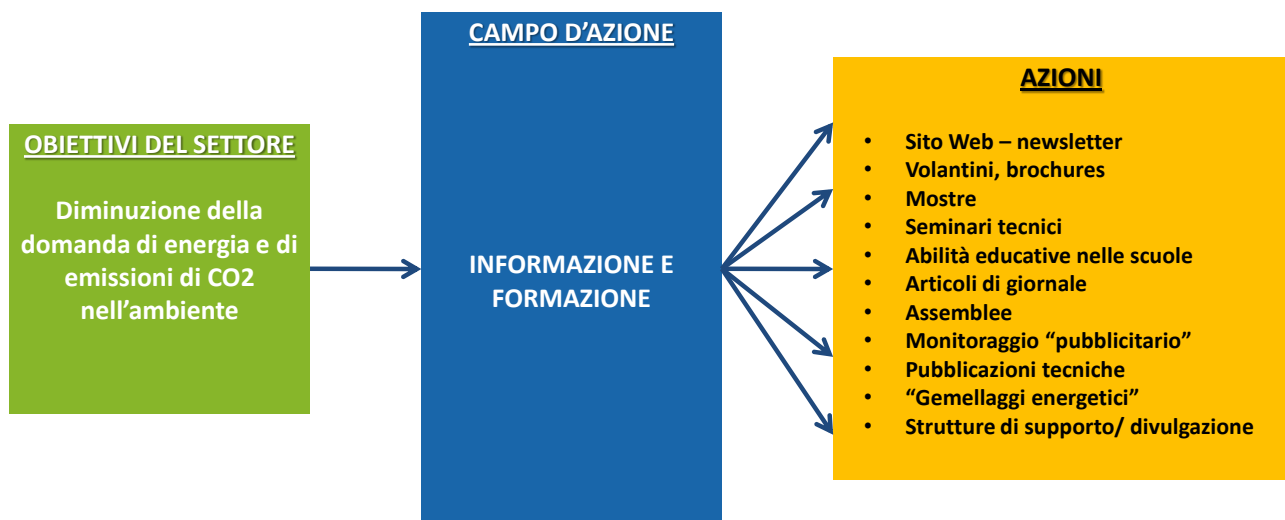 OBIETTIVI DEL SETTORE
Diminuzione della
domanda di energia e di
emissioni di CO2
nell’ambiente
CAMPO D’AZIONE
INFORMAZIONE E
FORMAZIONE
AZIONI
• Sito Web – newsletter
• Volantini, brochures
• Mostre
• Seminari tecnici
• Abilità educative nelle scuole
• Articoli di giornale
• Assemblee
• Monitoraggio “pubblicitario”
• Pubblicazioni tecniche
• “Gemellaggi energetici”
• Strutture di supporto/ divulgazione